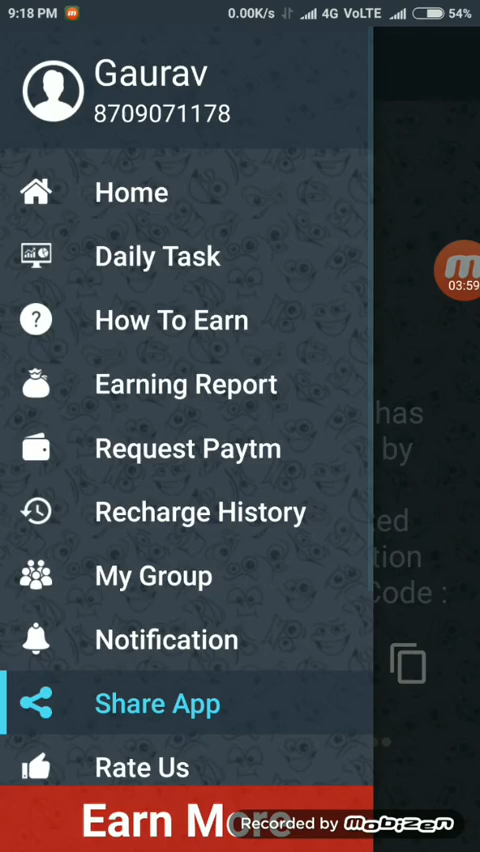 9:18 PM 0.00K/s 4G VoLTE 54%
Gaurav
8709071178
Home
Daily Task
? How To Earn
03:59
Earning Report
has
Request Paytm
by
Recharge History
ed
tion
My Group
Code :
Notification
Share App
Rate Us
Earn More
Recorded by mobizen